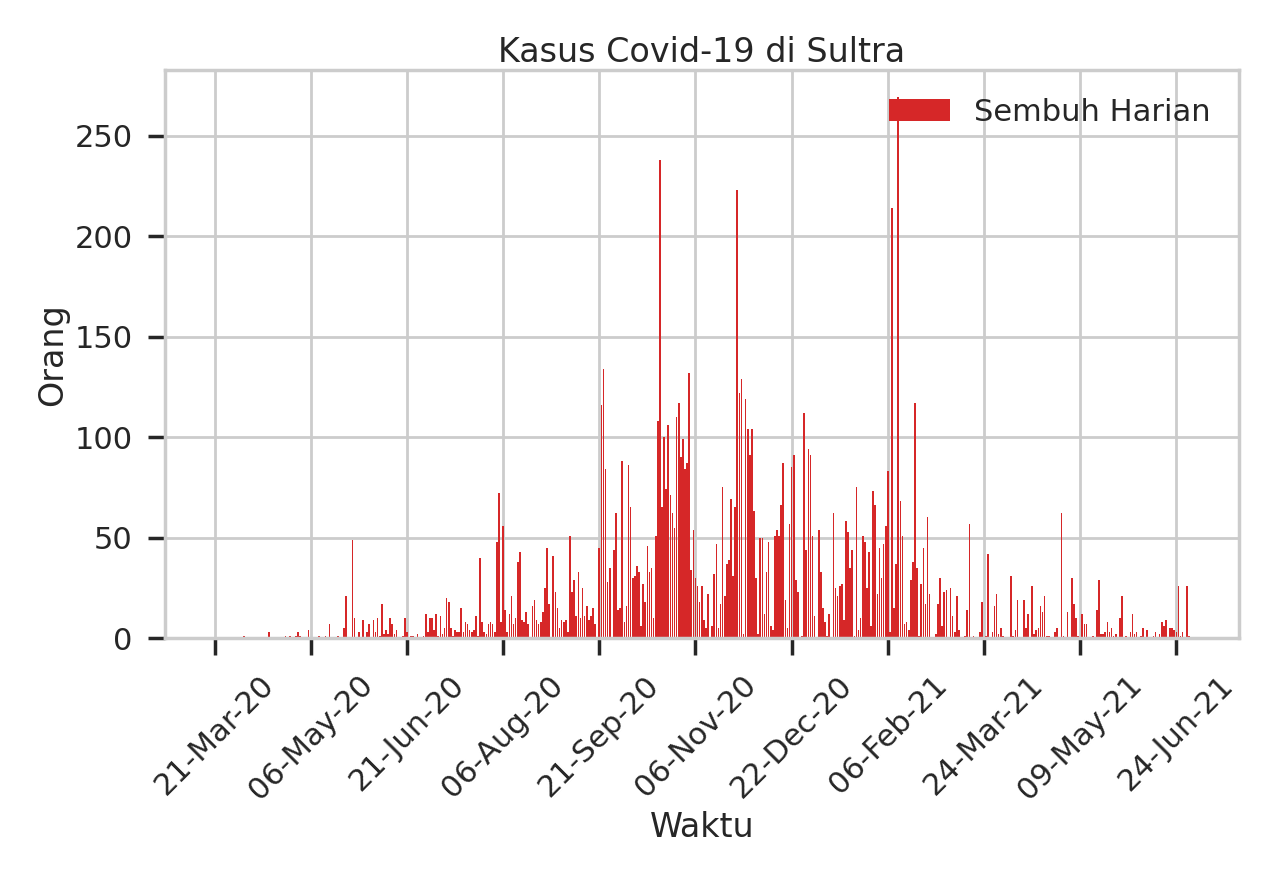 Kasus Covid-19 di Sultra
Sembuh Harian
Orang
250
200
150
100
50
0
21-Mar-20
06-May-20
21-Jun-20
06-Aug-20
21-Sep-20
06-Nov-20
22-Dec-20
06-Feb-21
24-Mar-21
09-May-21
24-Jun-21
Waktu